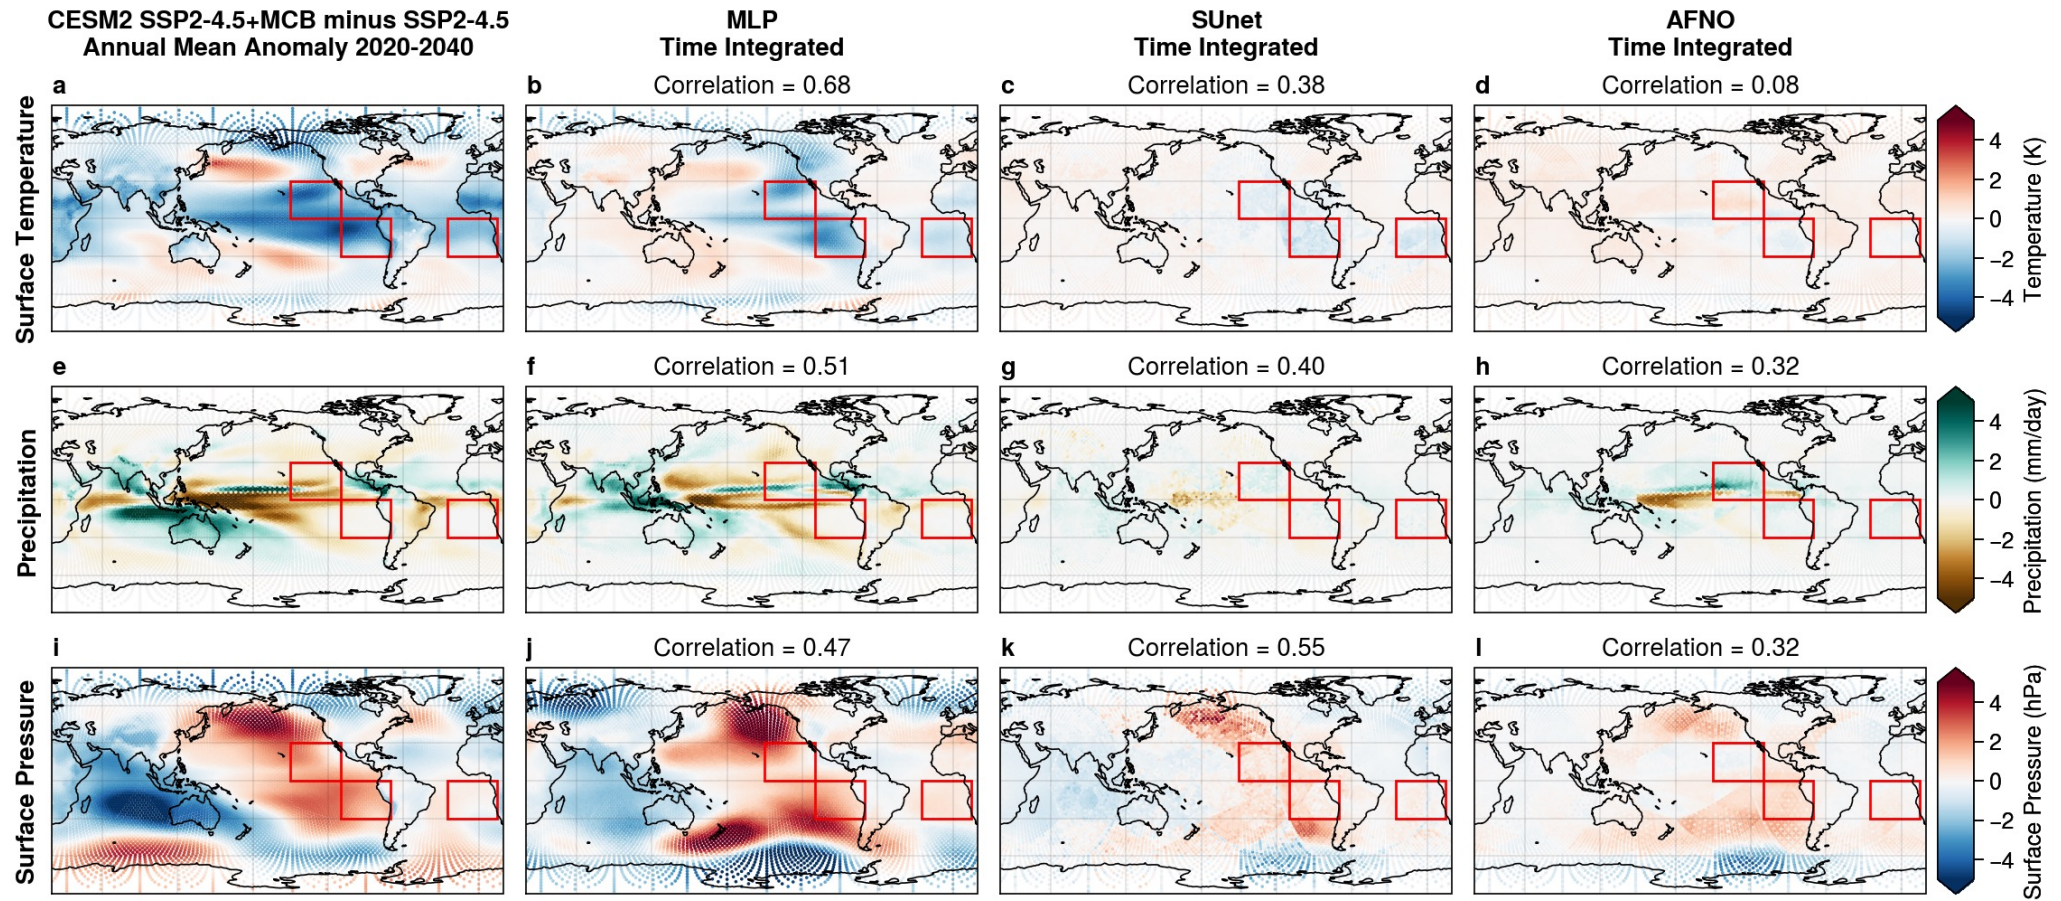 CESM2 SSP2-4.5+MCB minus SSP2-4.5
Annual Mean Anomaly 2020-2040
MLP
Time Integrated
SUnet
Time Integrated
AFNO
Time Integrated
a
b
Correlation = 0.68
c
Correlation = 0.38
d
Correlation = 0.08
Surface Temperature
4
2
0
−2
−4
Temperature (K)
e
f
Correlation = 0.51
g
Correlation = 0.40
h
Correlation = 0.32
Precipitation
4
2
0
−2
−4
Precipitation (mm/day)
i
j
Correlation = 0.47
k
Correlation = 0.55
l
Correlation = 0.32
Surface Pressure
4
2
0
−2
−4
Surface Pressure (hPa)